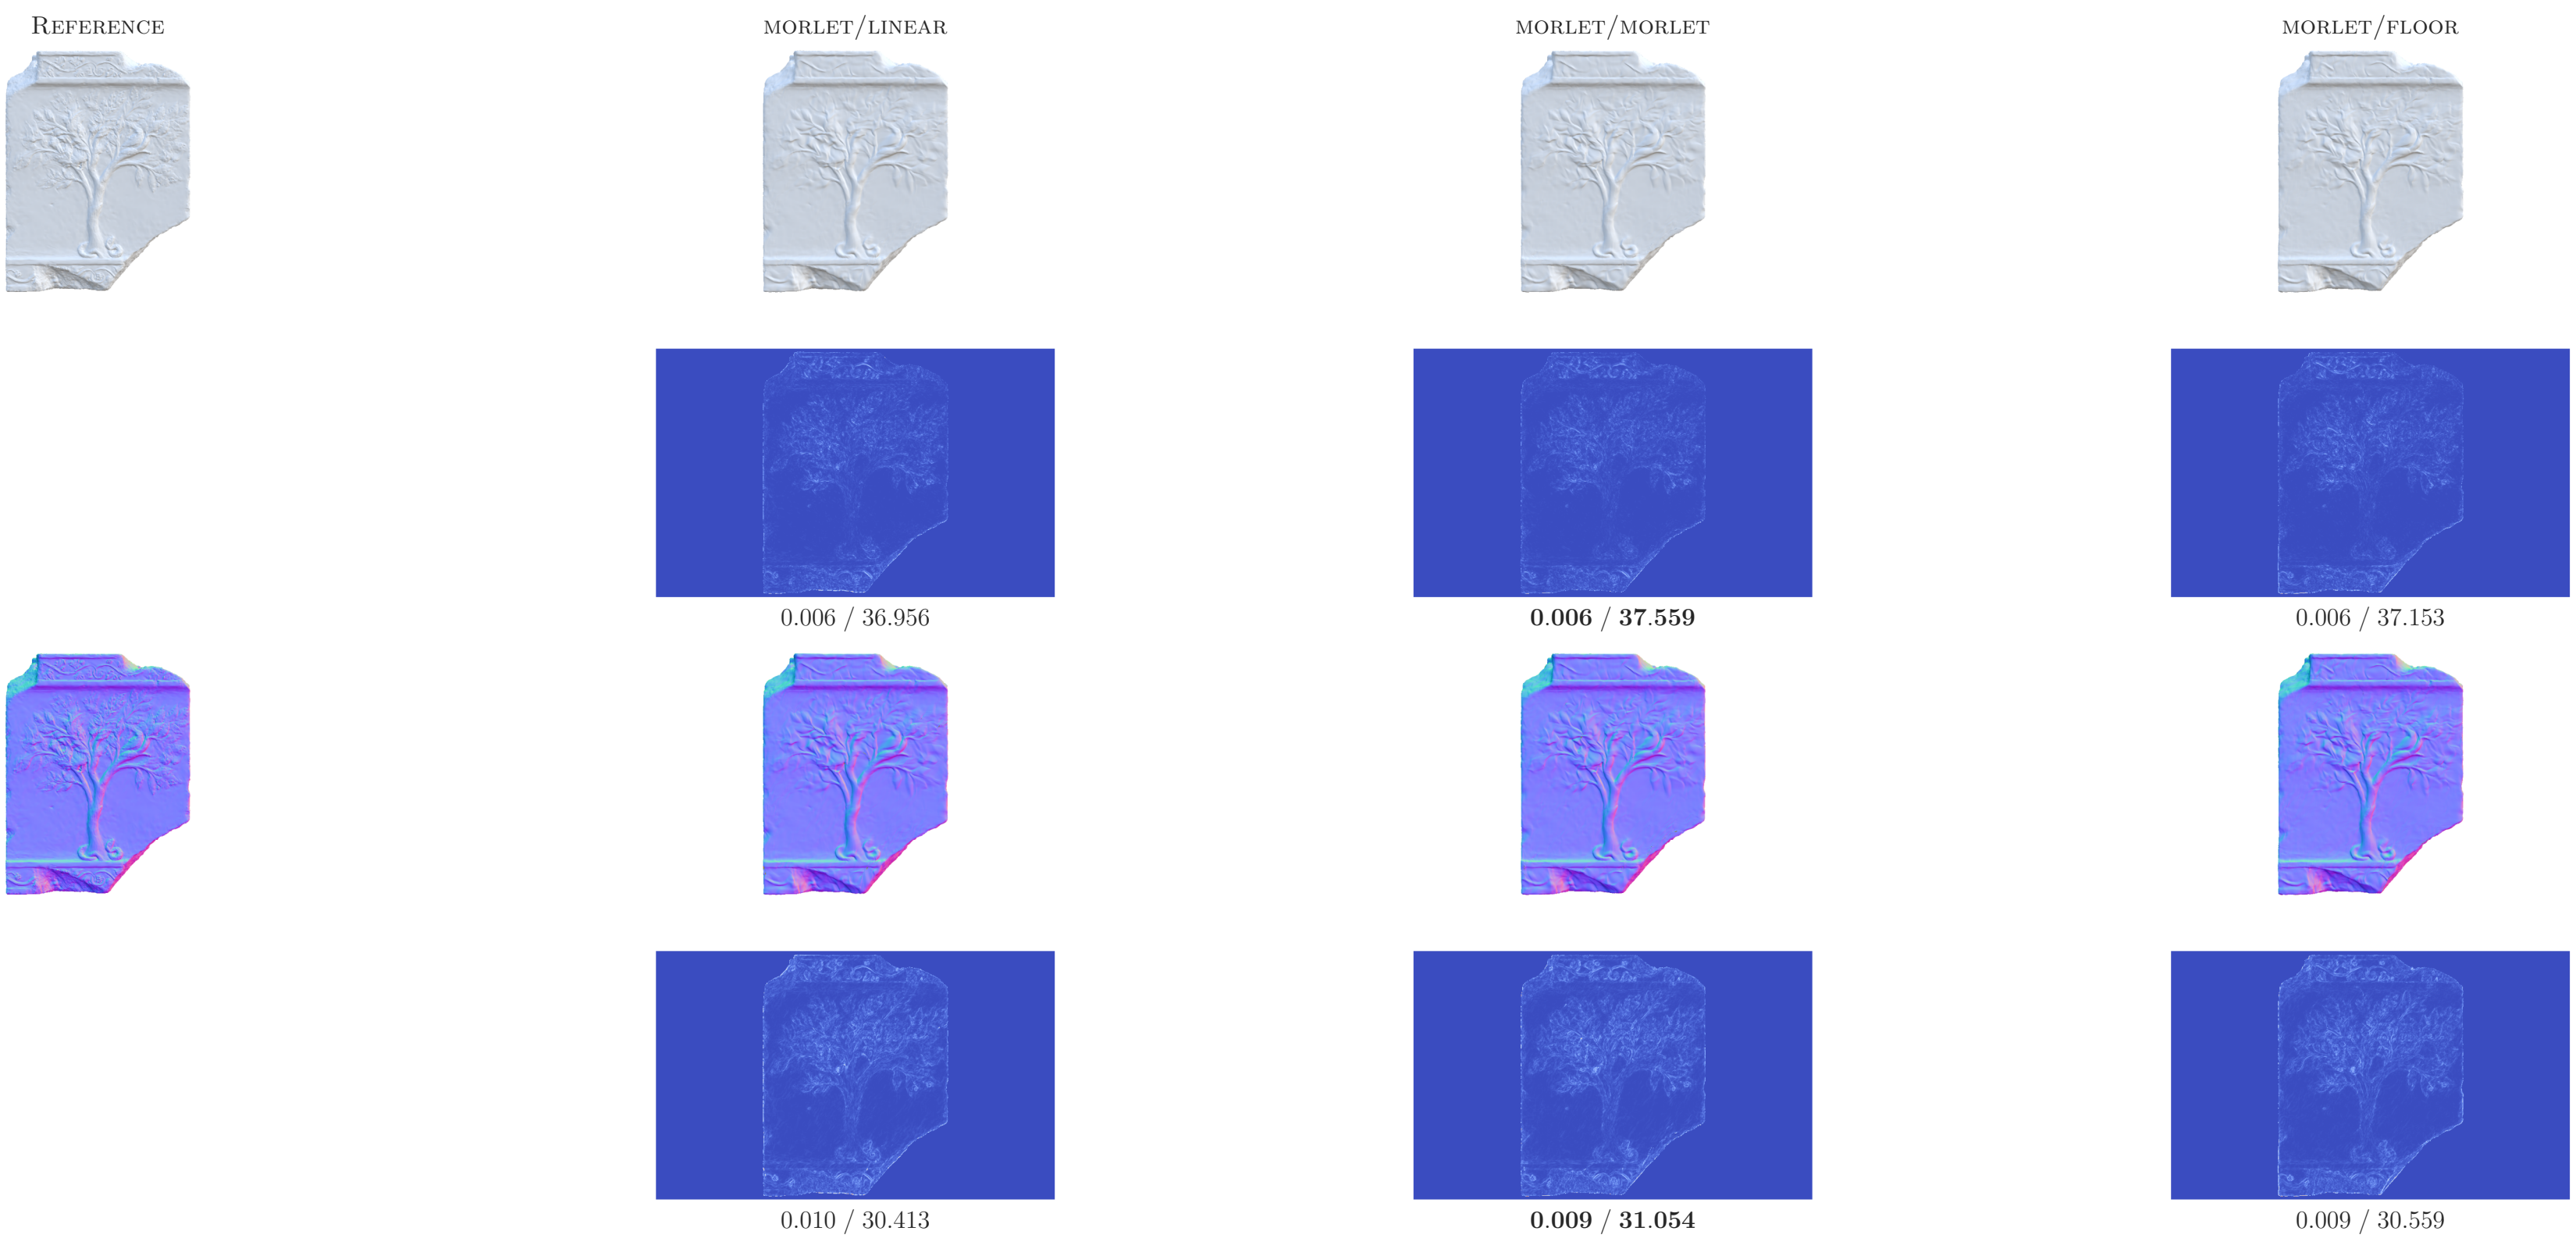 Reference morlet/linear morlet/morlet morlet/floor
0.006 / 36.956 0.006 / 37.559 0.006 / 37.153
0.010 / 30.413 0.009 / 31.054 0.009 / 30.559